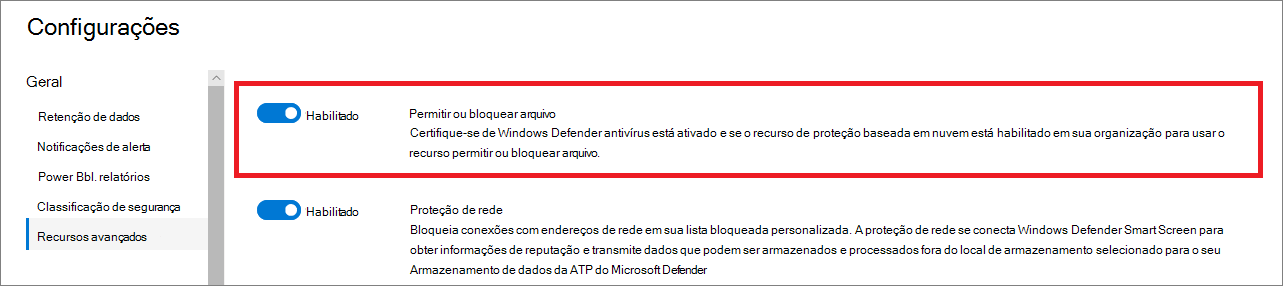 Configurações
Geral
Retenção de dados
Notificações de alerta
Power Bbl. relatórios
Classificação de segurança
Recursos avançados
Habilitado
Permitir ou bloquear arquivo
Certifique-se de Windows Defender antivírus está ativado e se o recurso de proteção baseada em nuvem está habilitado em sua organização para usar o
recurso permitir ou bloquear arquivo.
Habilitado
Proteção de rede
Bloqueia conexões com endereços de rede em sua lista bloqueada personalizada. A proteção de rede se conecta Windows Defender Smart Screen para
obter informações de reputação e transmite dados que podem ser armazenados e processados fora do local de armazenamento selecionado para o seu
Armazenamento de dados da ATP do Microsoft Defender